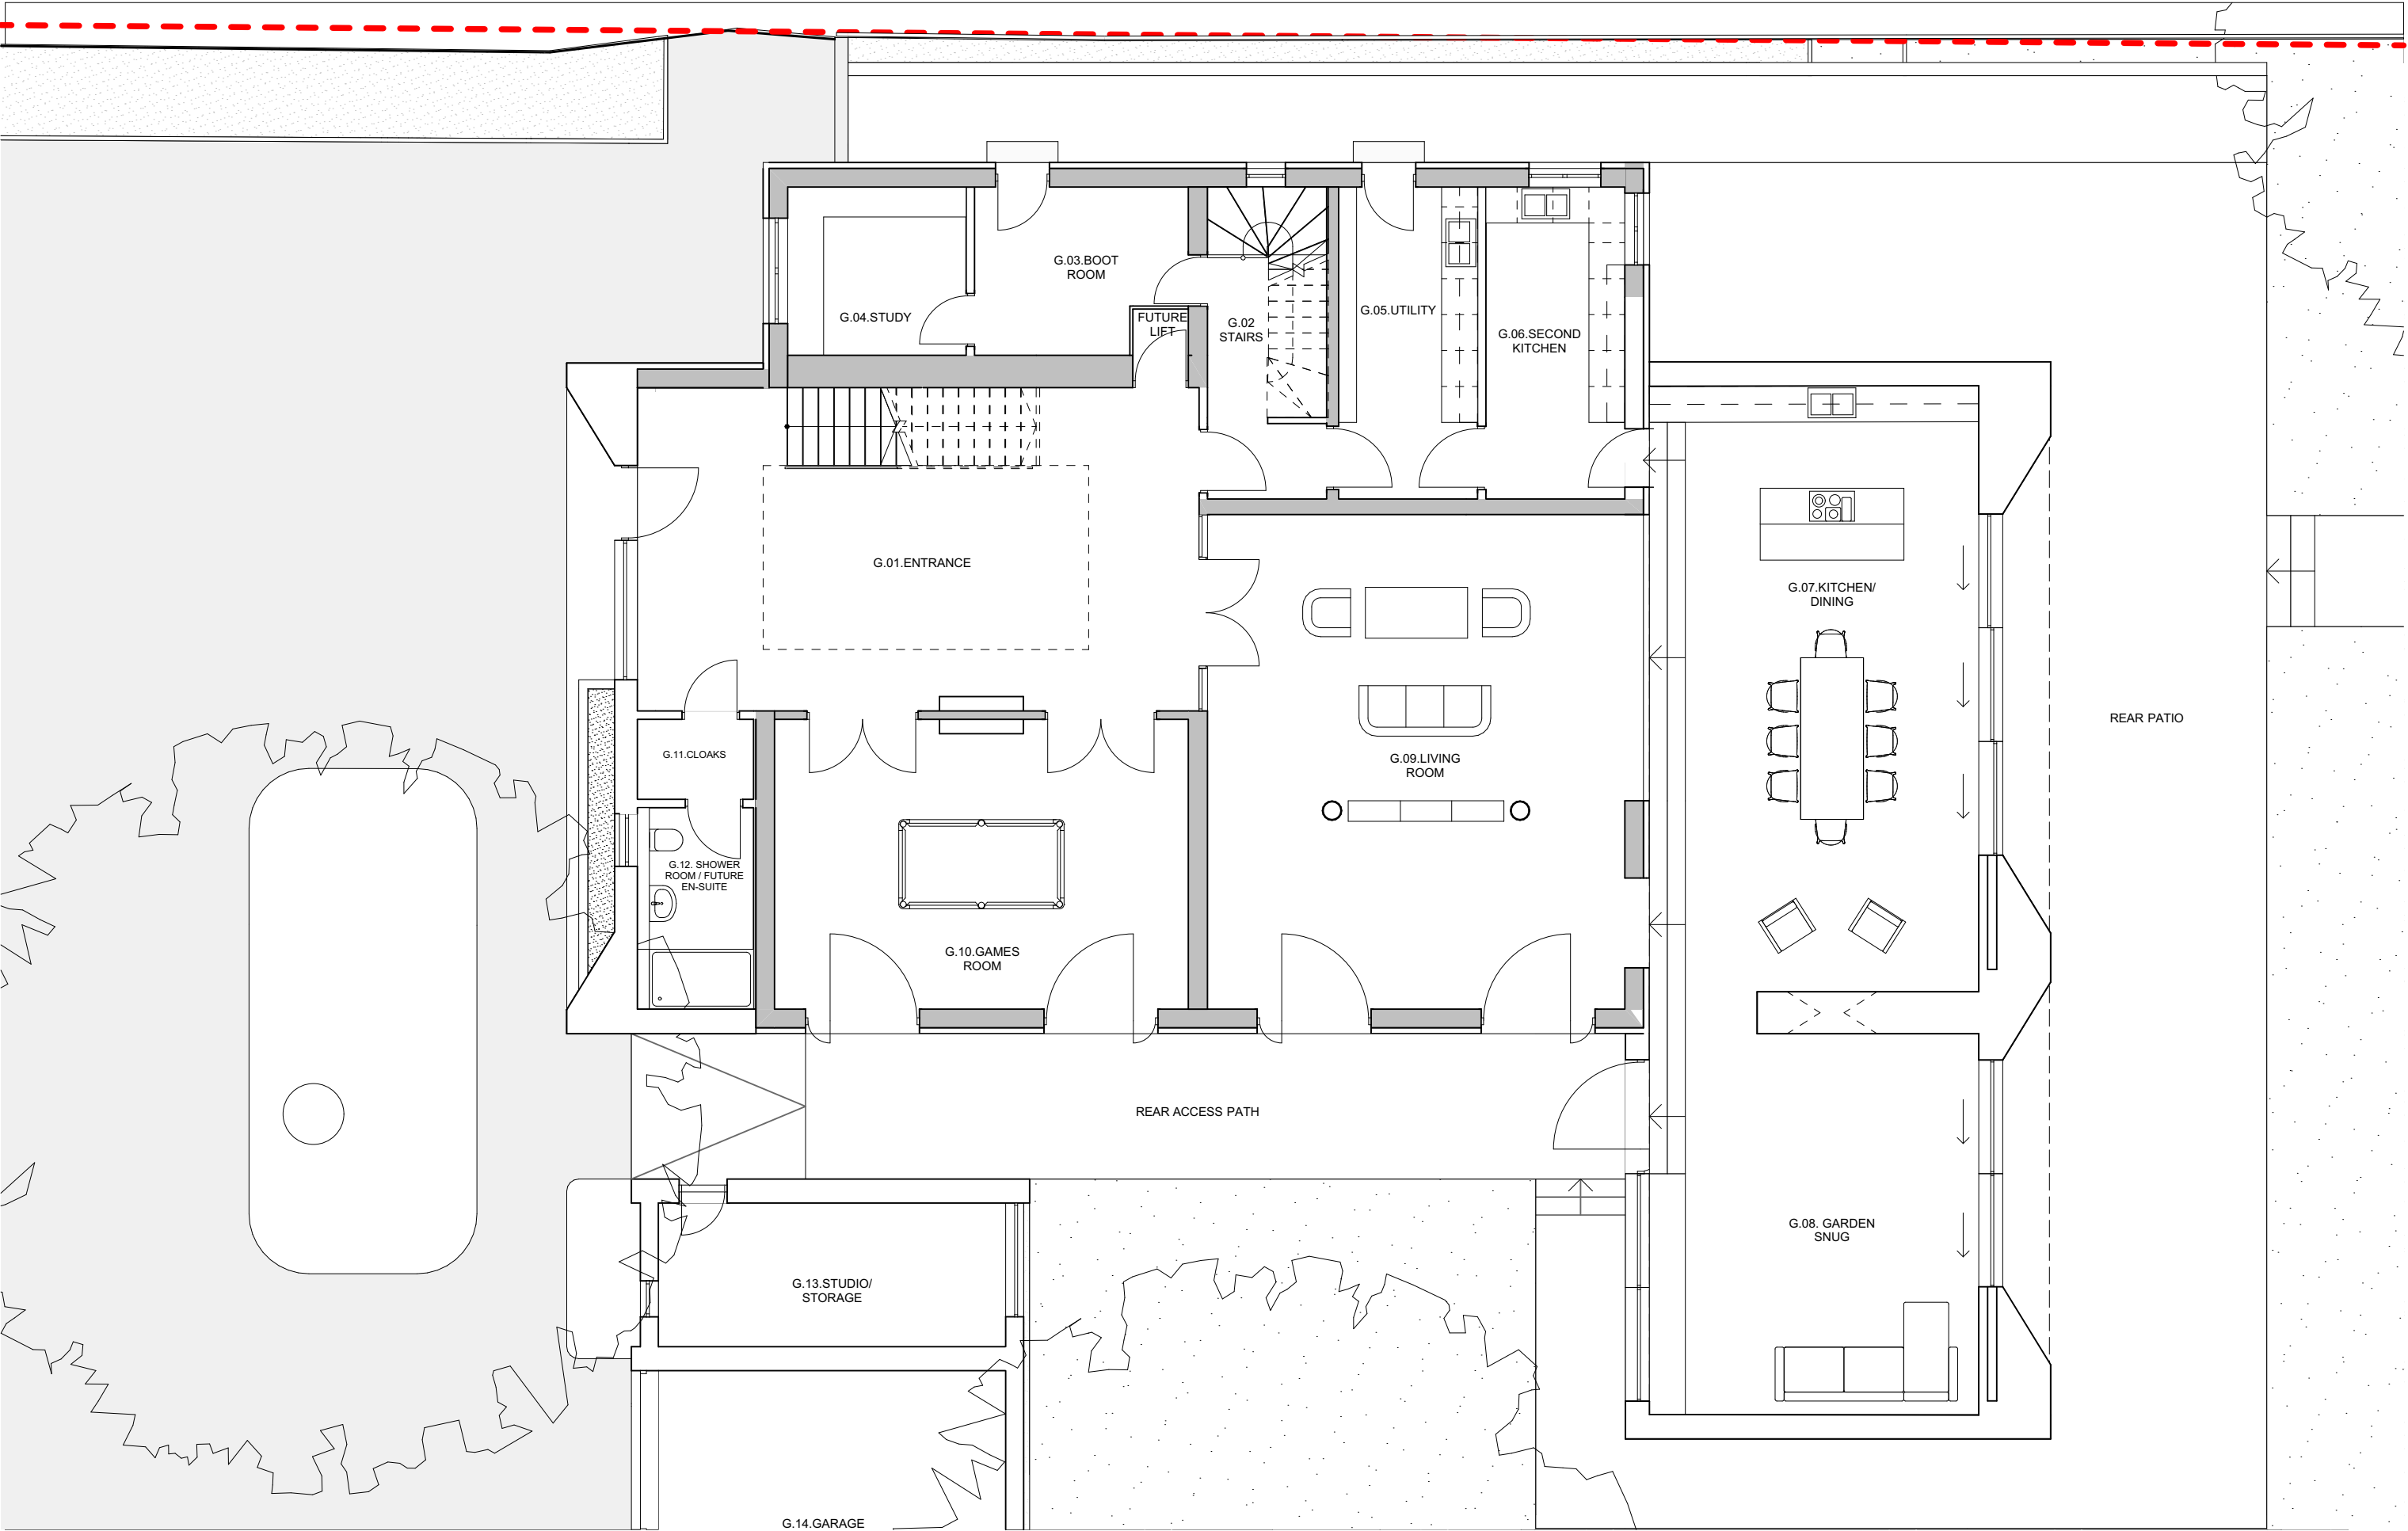 G.03.BOOT
ROOM
G.04.STUDY
FUTURE
LIFT
G.02
STAIRS
G.05.UTILITY
G.06.SECOND
KITCHEN
G.01.ENTRANCE
G.07.KITCHEN/
DINING
REAR PATIO
G.11.CLOAKS
G.09.LIVING
ROOM
G.12. SHOWER
ROOM / FUTURE
EN-SUITE
G.10.GAMES
ROOM
REAR ACCESS PATH
G.08. GARDEN
SNUG
G.13.STUDIO/
STORAGE
G.14.GARAGE